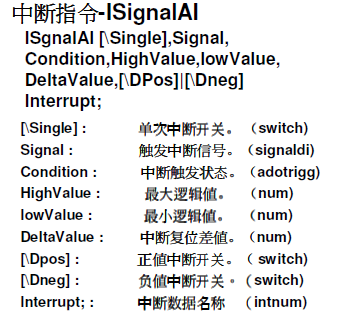 中断指令-ISignalAI
ISgnalAI [\Single],Signal,
Condition,HighValue,lowValue,
DeltaValue,[\DPos]|[\Dneg]
Interrupt;
[\Single] : 单次中断开关。 (switch)
Signal : 触发中断信号。(signaldi)
Condition : 中断触发状态。(adotrigg)
HighValue : 最大逻辑值。 (num)
lowValue : 最小逻辑值。 (num)
DeltaValue : 中断复位差值。(num)
[\Dpos] : 正值中断开关。( switch)
[\Dneg] : 负值中断开关。(switch)
Interrupt; : 中断数据名称 (intnum)